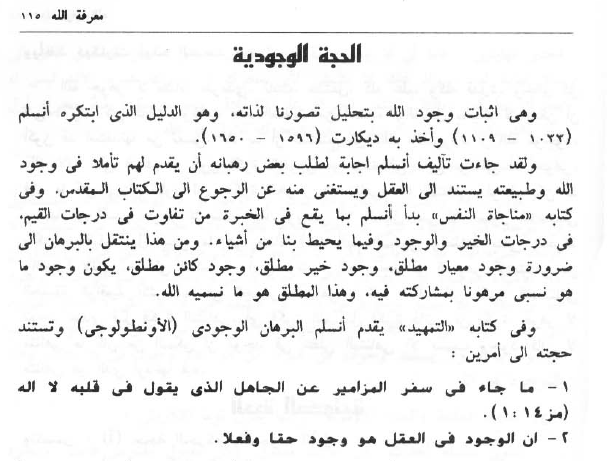 معرفة الله ١١٥
الحجة الوجودية
وهى اثبات وجود الله بتحليل تصورنا لذاته، وهو الدليل الذى ابتكره أنسلم
(١٠٣٣ - ١١٠٩) وأخذ به ديكارت (١٥٩٦ - ١٦٥٠).
ولقد جاءت تآليف أنسلم اجابة لطلب بعض رهبانه أن يقدم لهم تأملا فى وجود
الله وطبيعته يستند الى العقل ويستغنى منه عن الرجوع الى الكتاب المقدس. وفى
كتابه «مناجاة النفس» بدأ أنسلم بما يقع فى الخبرة من تفاوت فى درجات القيم،
فى درجات الخير والوجود وفيما يحيط بنا من أشياء. ومن هذا ينتقل بالبرهان الى
ضرورة وجود معيار مطلق، وجود خير مطلق، وجود كائن مطلق، يكون وجود ما
هو نسبى مرهونا بمشاركته فيه، وهذا المطلق هو ما نسميه الله.
وفى كتابه «التمهيد» يقدم أنسلم البرهان الوجودى (الأونطولوجى) وتستند
حجته الى أمرين :
١- ما جاء فى سفر المزامير عن الجاهل الذى يقول فى قلبه لا اله
(مز١٤:١).
٢- ان الوجود فى العقل هو وجود حقا وفعلا.